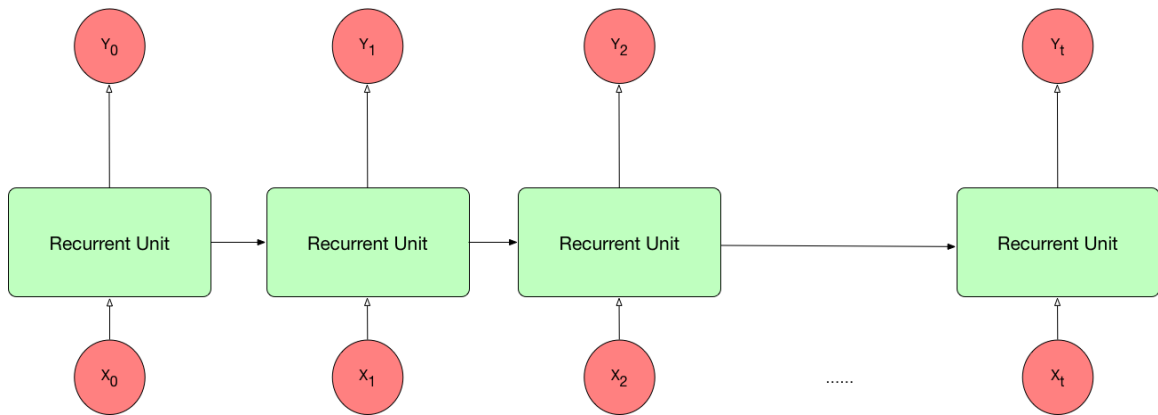 Y0 Y1 Y2 Yt
Recurrent Unit Recurrent Unit Recurrent Unit Recurrent Unit
X0 X1 X2 ...... Xt